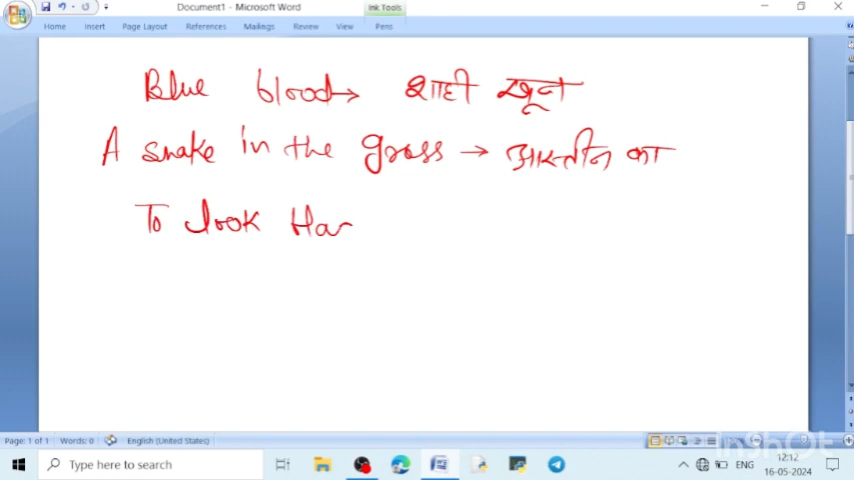 Document1 - Microsoft Word
Ink Tools
Home Insert Page Layout References Mailings Review View Pens
Blue blood→ शाही खून
A snake in the grass → आस्तीन का
To look Har
Page: 1 of 1 Words: 0 English (United States)
InShOt
Type here to search
ENG
12:12
16-05-2024